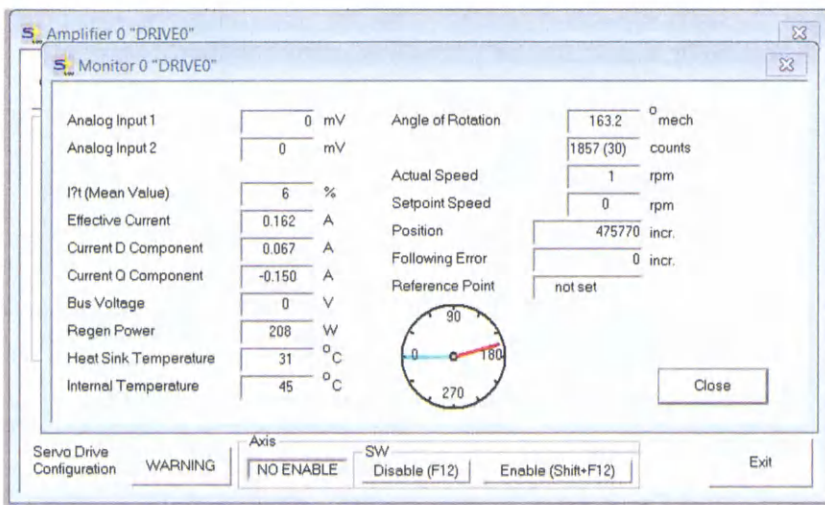 Amplifier 0 "DRIVE0"
Monitor 0 "DRIVE0"
Analog Input 1 0 mV
Analog Input 2 0 mV
I?t (Mean Value) 6 %
Effective Current 0.162 A
Current D Component 0.067 A
Current Q Component -0.150 A
Bus Voltage 0 V
Regen Power 208 W
Heat Sink Temperature 31 °C
Internal Temperature 45 °C
Angle of Rotation 163.2 °mech
1857 (30) counts
Actual Speed 1 rpm
Setpoint Speed 0 rpm
Position 475770 incr.
Following Error 0 incr.
Reference Point not set
90
0 180
270
Close
Servo Drive
Configuration
WARNING
Axis
NO ENABLE
SW
Disable (F12) Enable (Shift+F12)
Exit